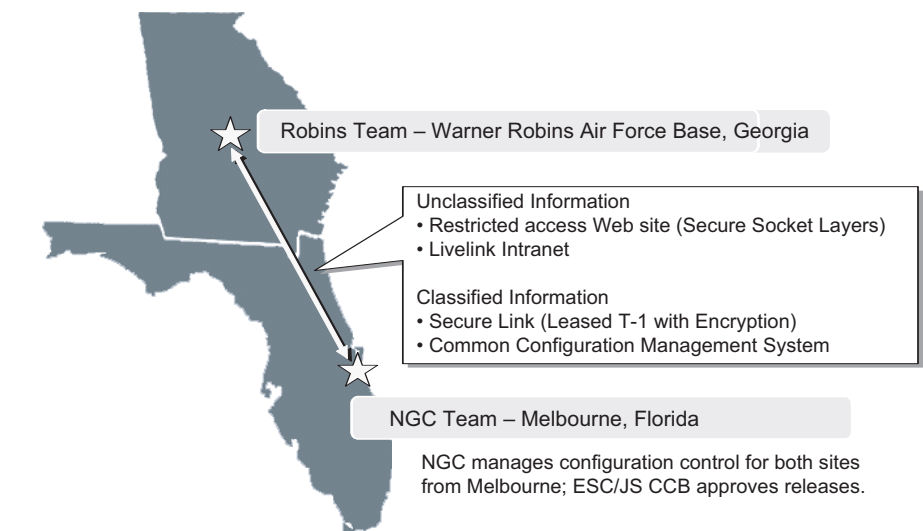 Robins Team – Warner Robins Air Force Base, Georgia
Unclassified Information
• Restricted access Web site (Secure Socket Layers)
• Livelink Intranet
Classified Information
• Secure Link (Leased T-1 with Encryption)
• Common Configuration Management System
NGC Team – Melbourne, Florida
NGC manages configuration control for both sites
from Melbourne; ESC/JS CCB approves releases.